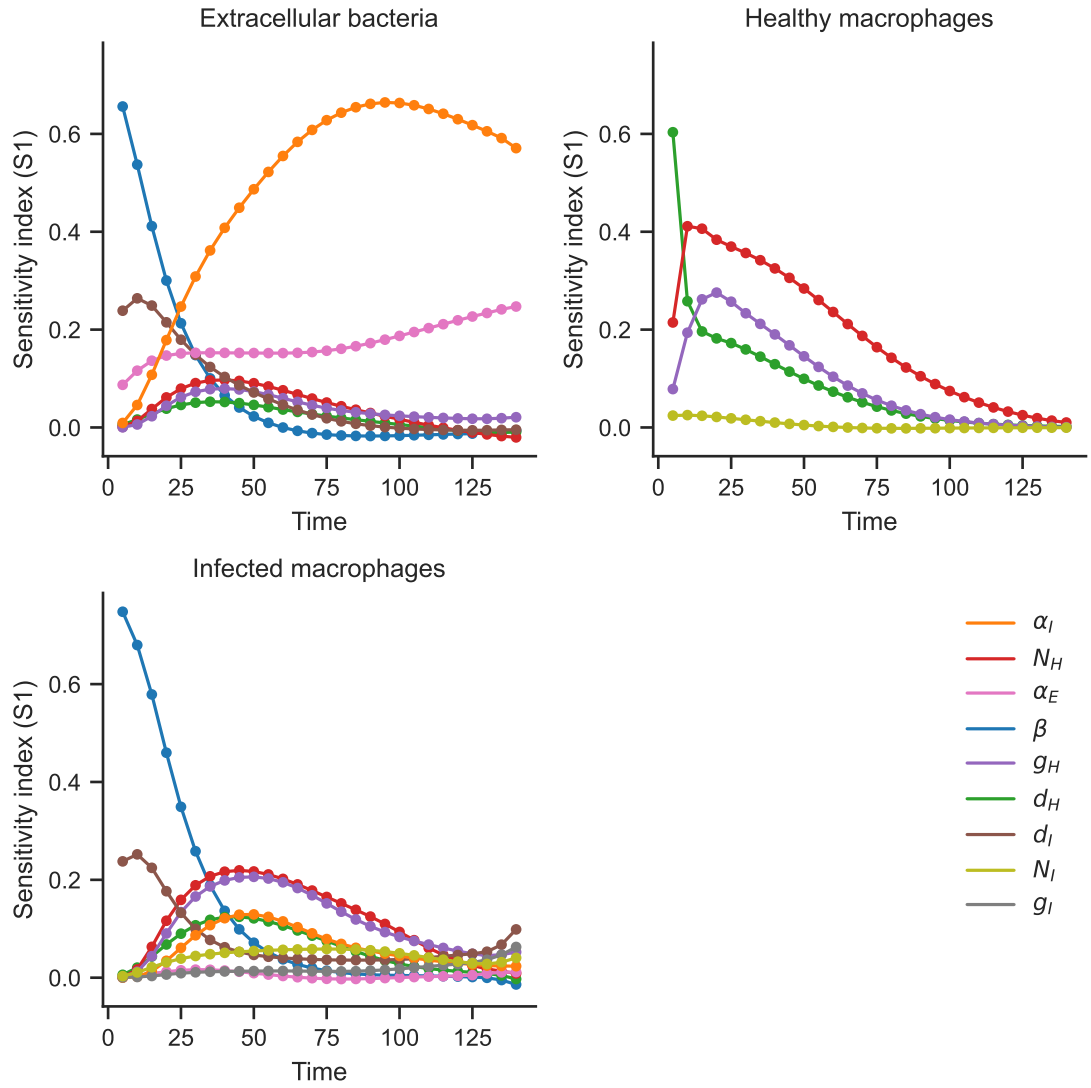 Extracellular bacteria
Sensitivity index (S1)
0.6
0.4
0.2
0.0
0 25 50 75 100 125
Time
Healthy macrophages
Sensitivity index (S1)
0.6
0.4
0.2
0.0
0 25 50 75 100 125
Time
Infected macrophages
Sensitivity index (S1)
0.6
0.4
0.2
0.0
0 25 50 75 100 125
Time
α_I
N_H
α_E
β
g_H
d_H
d_I
N_I
g_I